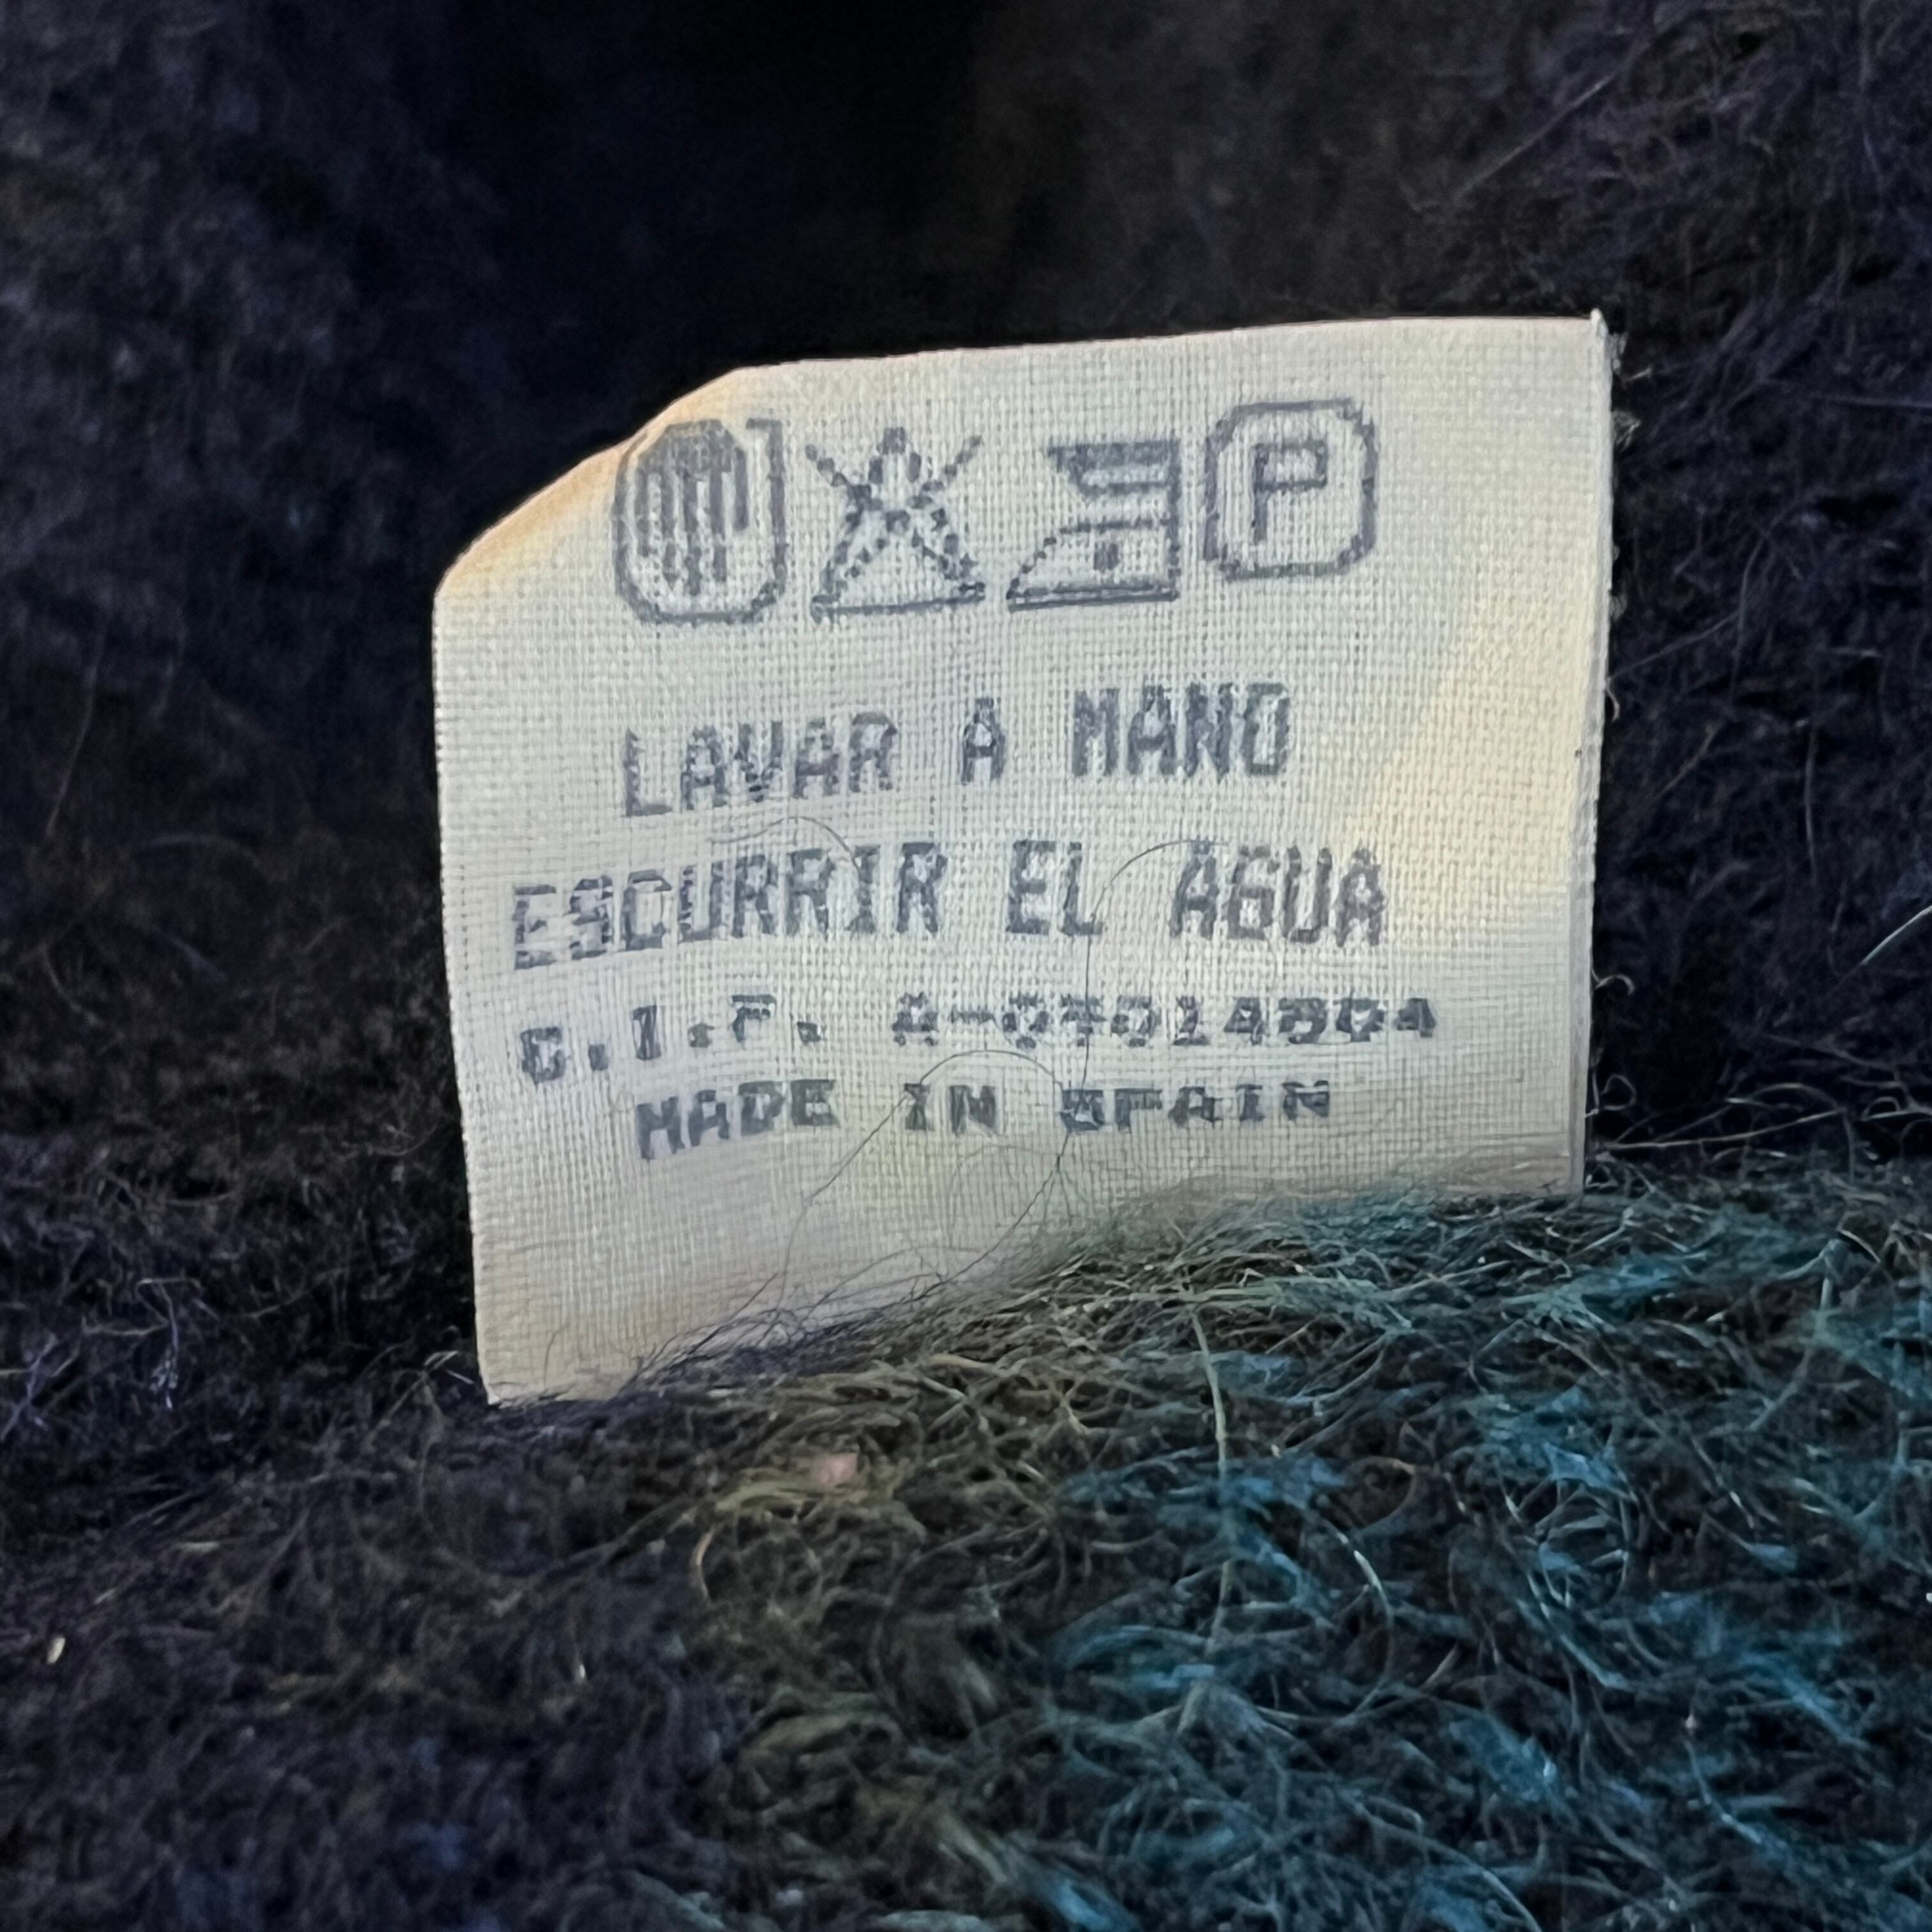 P
LAVAR A MANO
ESCURRIR EL AGUA
C.I.F.
MADE IN SPAIN